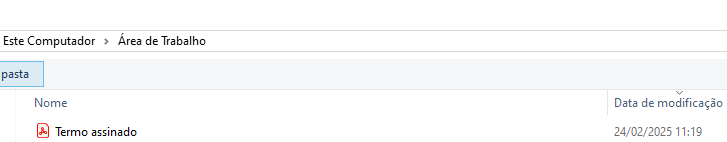 Este Computador > Área de Trabalho
pasta
Nome Data de modificação
Termo assinado 24/02/2025 11:19